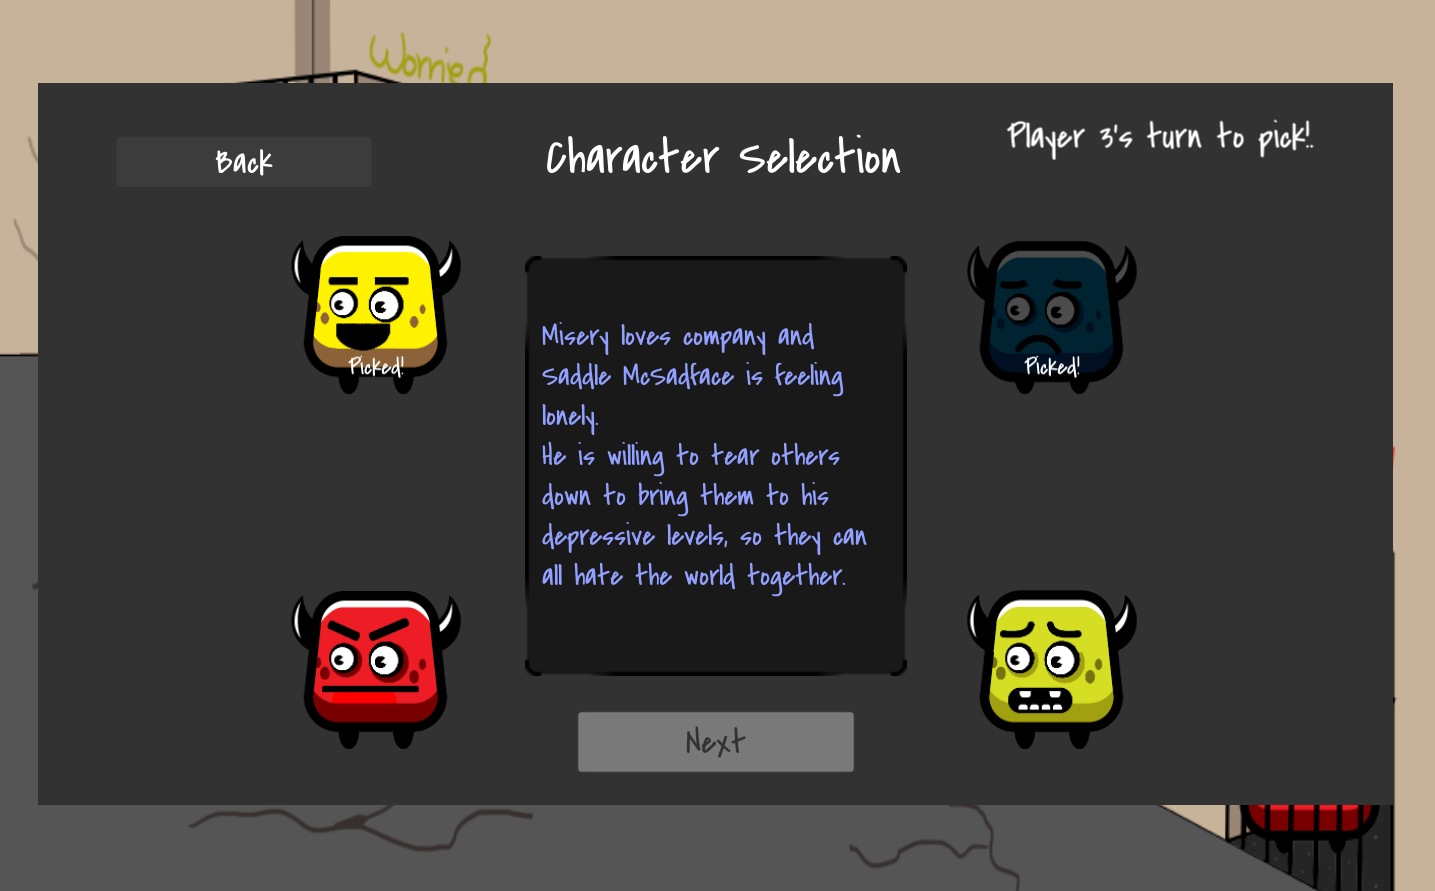 Worried
Back
Character Selection
Player 3's turn to pick!.
Picked!
Picked!
Misery loves company and
Saddle McSadface is feeling
lonely.
He is willing to tear others
down to bring them to his
depressive levels, so they can
all hate the world together.
Next